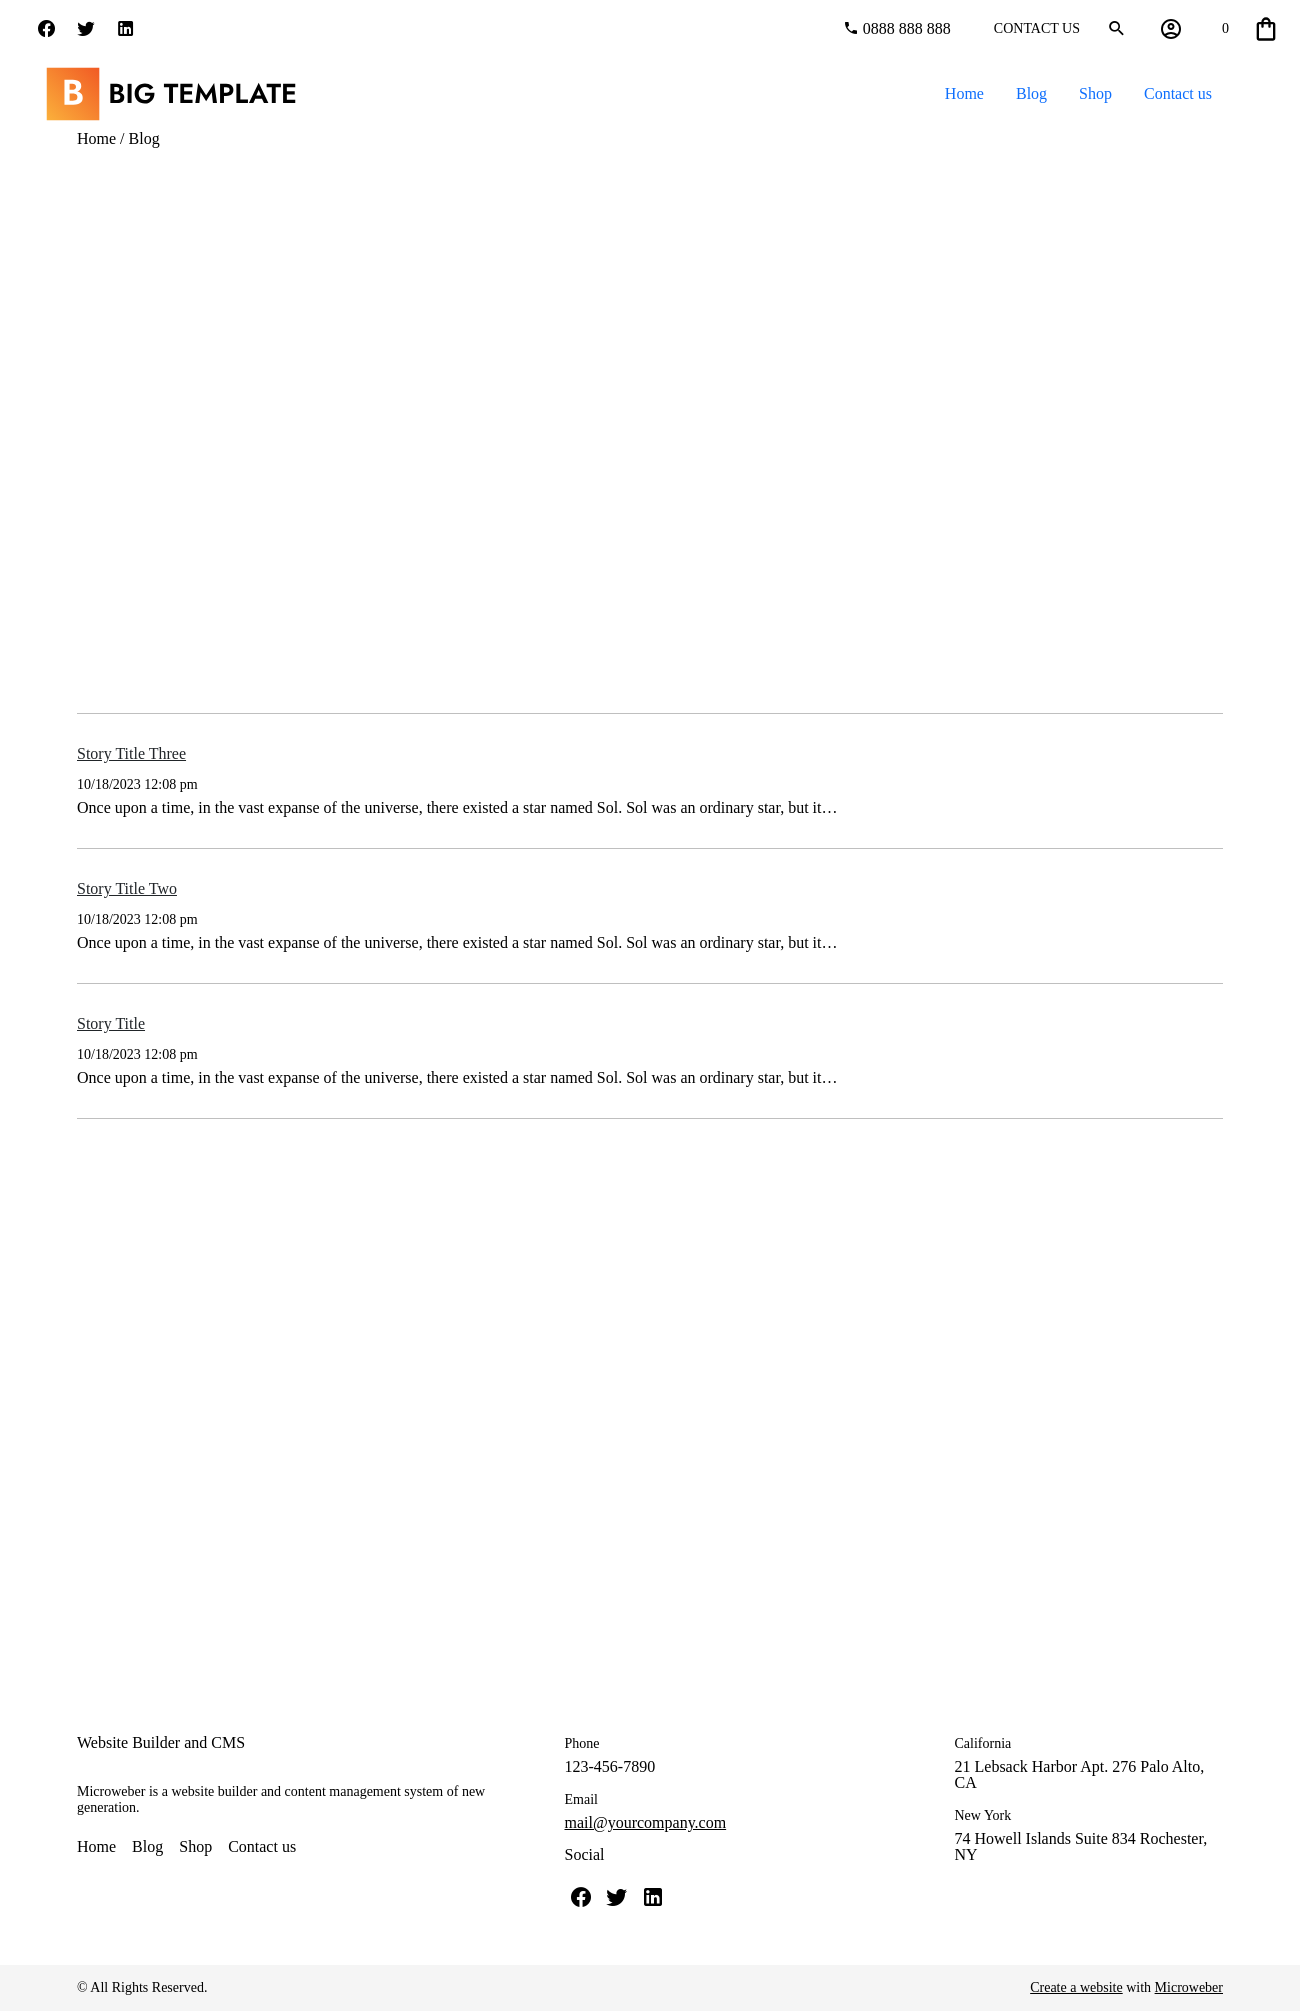 0888 888 888 CONTACT US 0
B BIG TEMPLATE
Home Blog Shop Contact us
Home / Blog
Story Title Three
10/18/2023 12:08 pm
Once upon a time, in the vast expanse of the universe, there existed a star named Sol. Sol was an ordinary star, but it…
Story Title Two
10/18/2023 12:08 pm
Once upon a time, in the vast expanse of the universe, there existed a star named Sol. Sol was an ordinary star, but it…
Story Title
10/18/2023 12:08 pm
Once upon a time, in the vast expanse of the universe, there existed a star named Sol. Sol was an ordinary star, but it…
Website Builder and CMS
Microweber is a website builder and content management system of new
generation.
Home Blog Shop Contact us
Phone
123-456-7890
Email
mail@yourcompany.com
Social
California
21 Lebsack Harbor Apt. 276 Palo Alto,
CA
New York
74 Howell Islands Suite 834 Rochester,
NY
© All Rights Reserved.
Create a website with Microweber